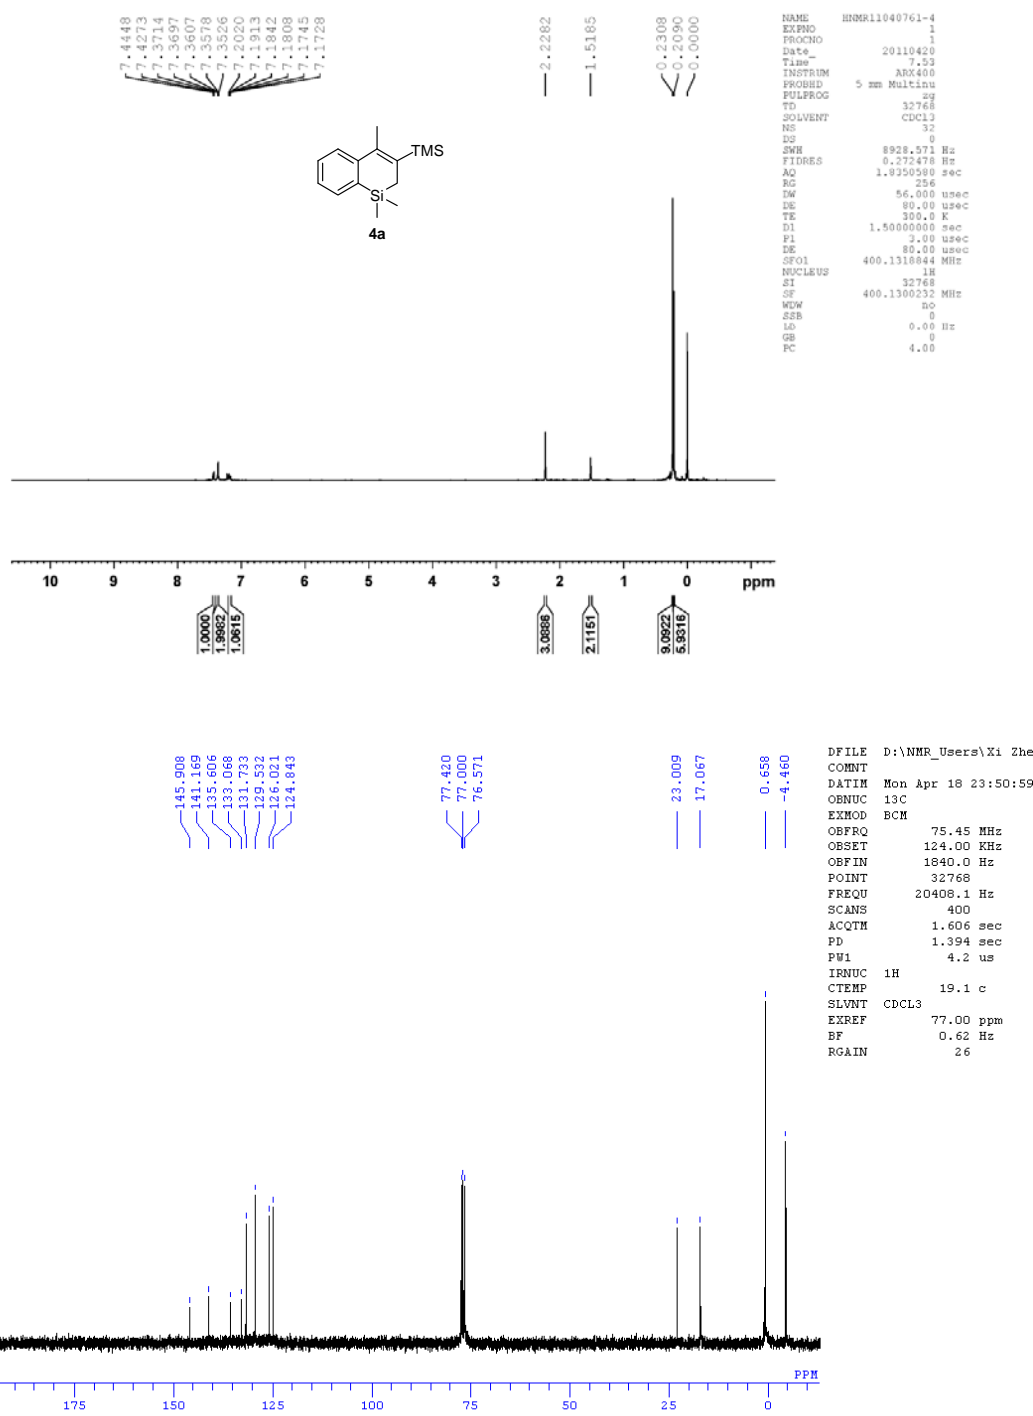 7.4448
7.4273
7.3714
7.3697
7.3607
7.3578
7.3526
7.2020
7.1913
7.1842
7.1808
7.1745
7.1728
2.2282
1.5185
0.2308
0.2090
0.0000
NAME HNMR11040761-4
EXPNO 1
PROCNO 1
Date_ 20110420
Time 7.53
INSTRUM ARX400
PROBHD 5 mm Multinu
PULPROG zg
TD 32768
SOLVENT CDCl3
NS 32
DS 0
SWH 8928.571 Hz
FIDRES 0.272478 Hz
AQ 1.8350580 sec
RG 256
DW 56.000 usec
DE 80.00 usec
TE 300.0 K
D1 1.50000000 sec
P1 3.00 usec
DE 80.00 usec
SFO1 400.1318844 MHz
NUCLEUS 1H
SI 32768
SF 400.1300232 MHz
WDW no
SSB 0
LB 0.00 Hz
GB 0
PC 4.00
TMS
Si
4a
10 9 8 7 6 5 4 3 2 1 0 ppm
1.0000
1.9982
1.0615
3.0886
2.1151
9.0922
5.9316
145.908
141.169
135.606
133.068
131.733
129.532
126.021
124.843
77.420
77.000
76.571
23.009
17.067
0.658
-4.460
DFILE D:\NMR_Users\Xi Zhe
COMNT
DATIM Mon Apr 18 23:50:59
OBNUC 13C
EXMOD BCM
OBFRQ 75.45 MHz
OBSET 124.00 KHz
OBFIN 1840.0 Hz
POINT 32768
FREQU 20408.1 Hz
SCANS 400
ACQTM 1.606 sec
PD 1.394 sec
PW1 4.2 us
IRNUC 1H
CTEMP 19.1 c
SLVNT CDCL3
EXREF 77.00 ppm
BF 0.62 Hz
RGAIN 26
PPM
175 150 125 100 75 50 25 0